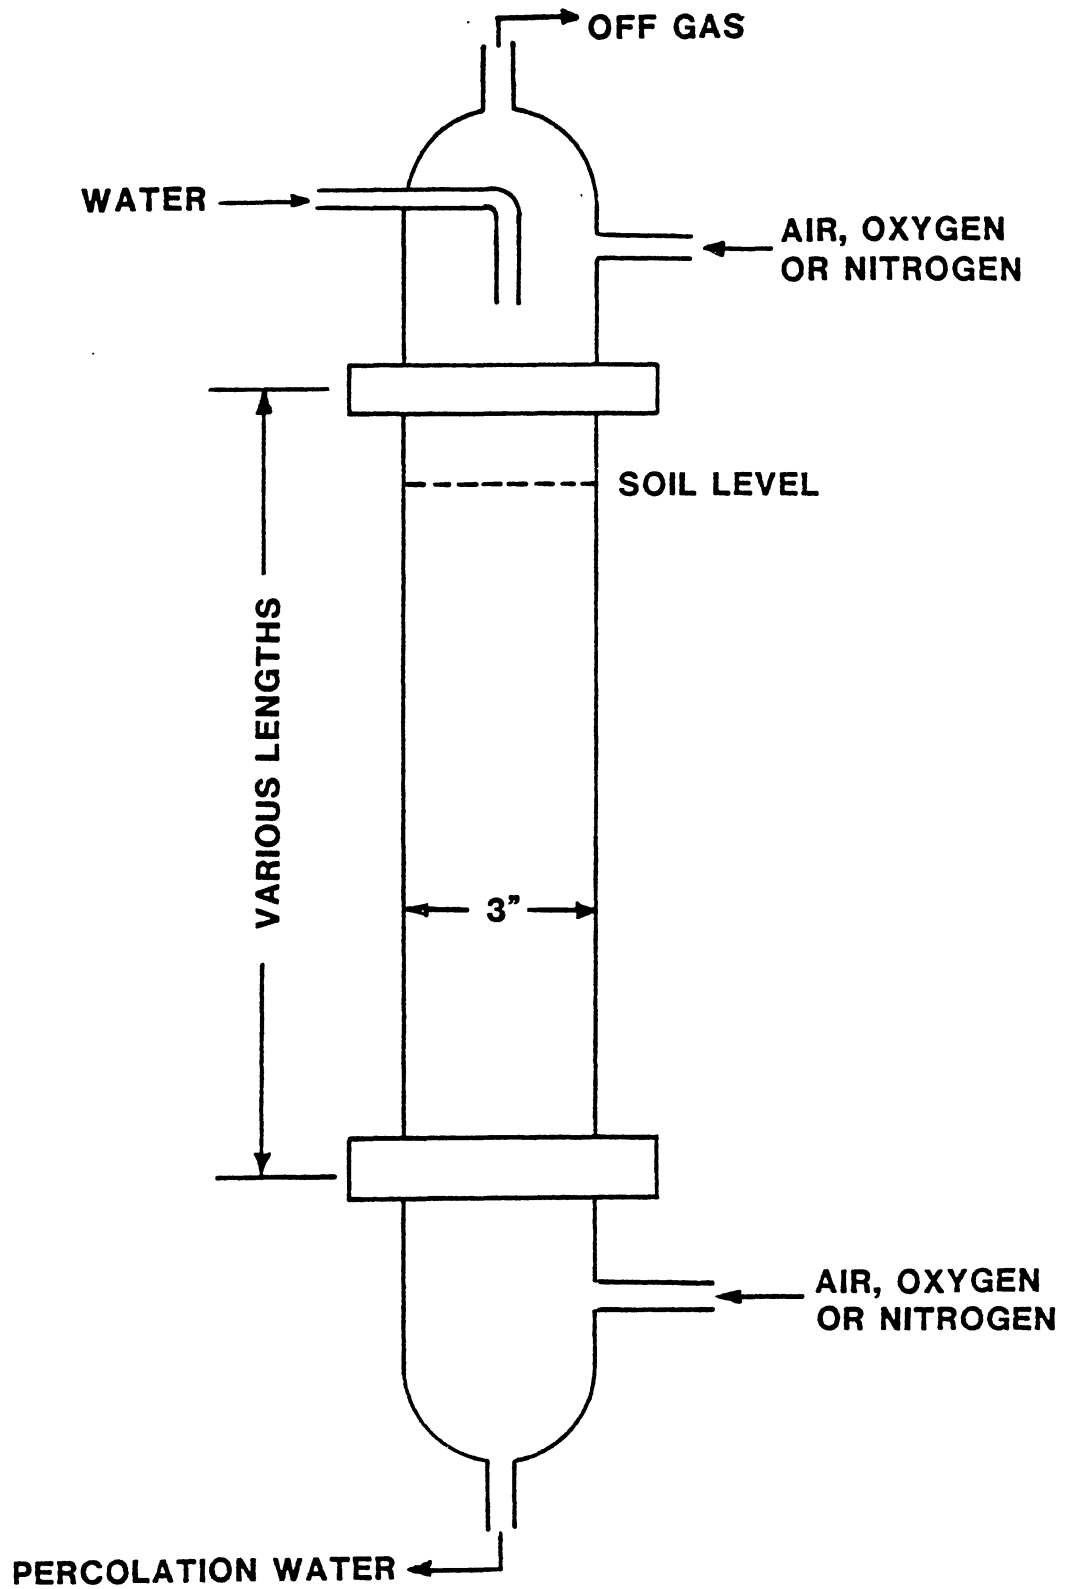 OFF GAS
WATER
AIR, OXYGEN
OR NITROGEN
SOIL LEVEL
VARIOUS LENGTHS
3”
AIR, OXYGEN
OR NITROGEN
PERCOLATION WATER